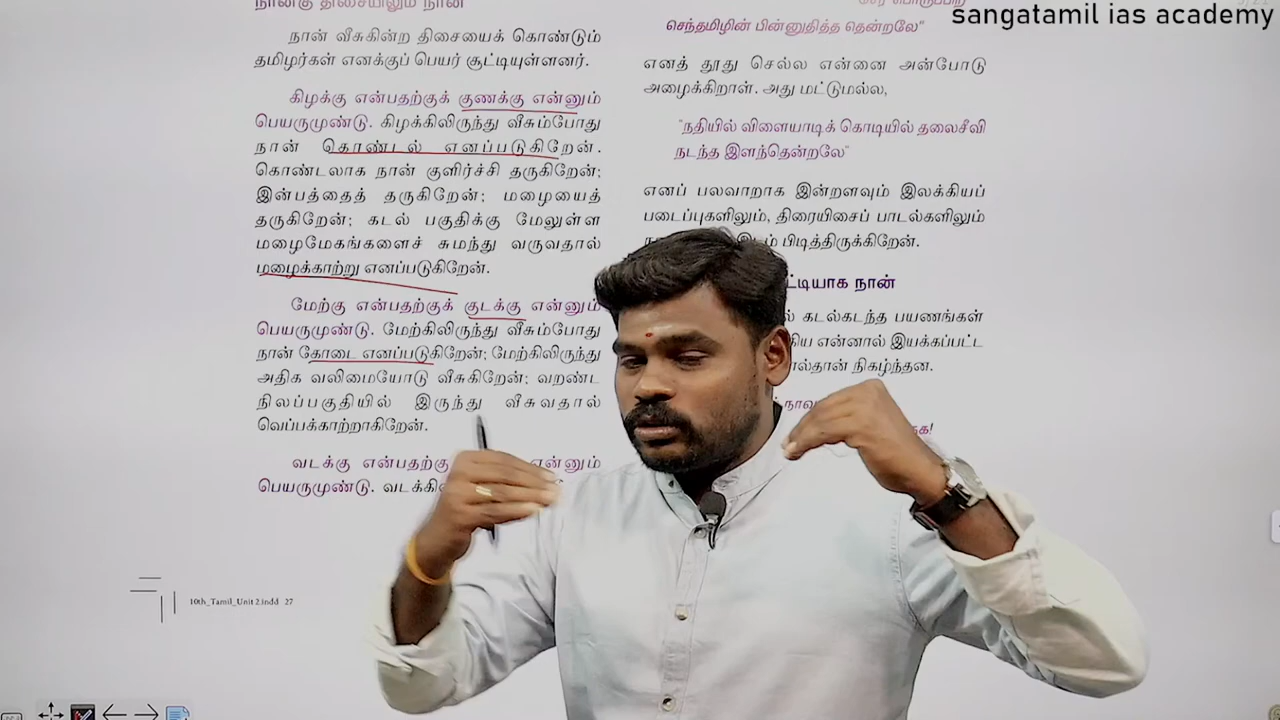 sangatamil ias academy
நான்கு திசையிலும் நான்
நான் வீசுகின்ற திசையைக் கொண்டும்
தமிழர்கள் எனக்குப் பெயர் சூட்டியுள்ளனர்.
கிழக்கு என்பதற்குக் குணக்கு என்னும்
பெயருமுண்டு. கிழக்கிலிருந்து வீசும்போது
நான் கொண்டல் எனப்படுகிறேன்.
கொண்டலாக நான் குளிர்ச்சி தருகிறேன்;
இன்பத்தைத் தருகிறேன்; மழையைத்
தருகிறேன்; கடல் பகுதிக்கு மேலுள்ள
மழைமேகங்களைச் சுமந்து வருவதால்
மழைக்காற்று எனப்படுகிறேன்.
மேற்கு என்பதற்குக் குடக்கு என்னும்
பெயருமுண்டு. மேற்கிலிருந்து வீசும்போது
நான் கோடை எனப்படுகிறேன்; மேற்கிலிருந்து
அதிக வலிமையோடு வீசுகிறேன்; வறண்ட
நிலப்பகுதியில் இருந்து வீசுவதால்
வெப்பக்காற்றாகிறேன்.
வடக்கு என்னும்
பெயருமுண்டு.
10th_Tamil_Unit 2.indd 27
செந்தமிழின் பின்னுதித்த தென்றலே"
எனத் தூது செல்ல என்னை அன்போடு
அழைக்கிறாள். அது மட்டுமல்ல,
"நதியில் விளையாடிக் கொடியில் தலைசீவி
நடந்த இளந்தென்றலே"
எனப் பலவாறாக இன்றளவும் இலக்கியப்
படைப்புகளிலும், திரையிசைப் பாடல்களிலும்
பிடித்திருக்கிறேன்.
நான்
கடல்கடந்த பயணங்கள்
என்னால் இயக்கப்பட்ட
நிகழ்ந்தன.